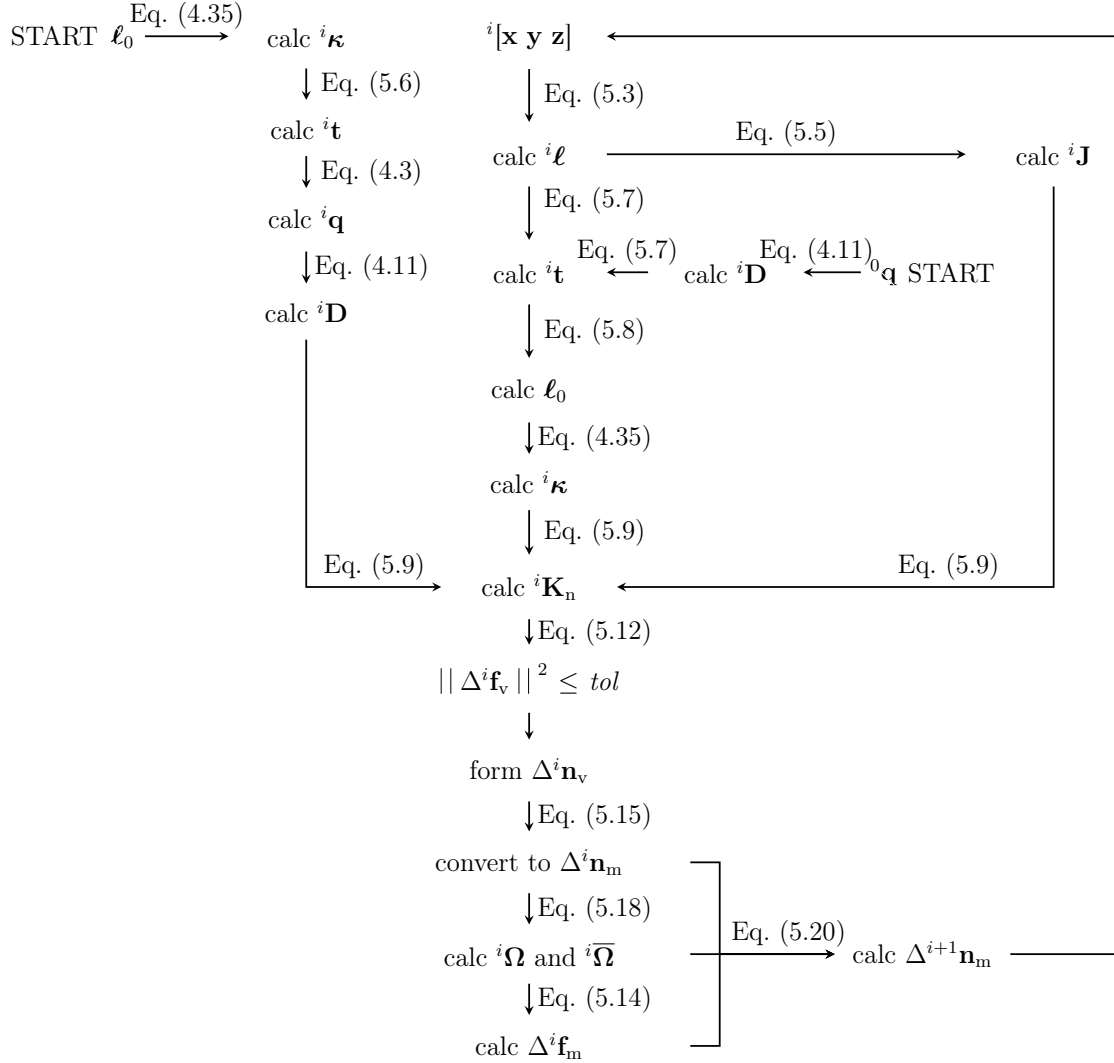 Eq. (4.35)
START ℓ₀ calc ⁱκ ⁱ[x y z]
Eq. (5.6) Eq. (5.3)
calc ⁱt Eq. (5.5)
calc ⁱℓ calc ⁱJ
Eq. (4.3) Eq. (5.7)
calc ⁱq
Eq. (5.7) Eq. (4.11)
Eq. (4.11) calc ⁱt calc ⁱD ⁰q START
calc ⁱD Eq. (5.8)
calc ℓ₀
Eq. (4.35)
calc ⁱκ
Eq. (5.9)
Eq. (5.9) Eq. (5.9)
calc ⁱKₙ
Eq. (5.12)
|| Δⁱfᵥ ||² ≤ tol
form Δⁱnᵥ
Eq. (5.15)
convert to Δⁱnₘ
Eq. (5.18)
Eq. (5.20)
calc ⁱΩ and ⁱΩ̅ calc Δⁱ⁺¹nₘ
Eq. (5.14)
calc Δⁱfₘ